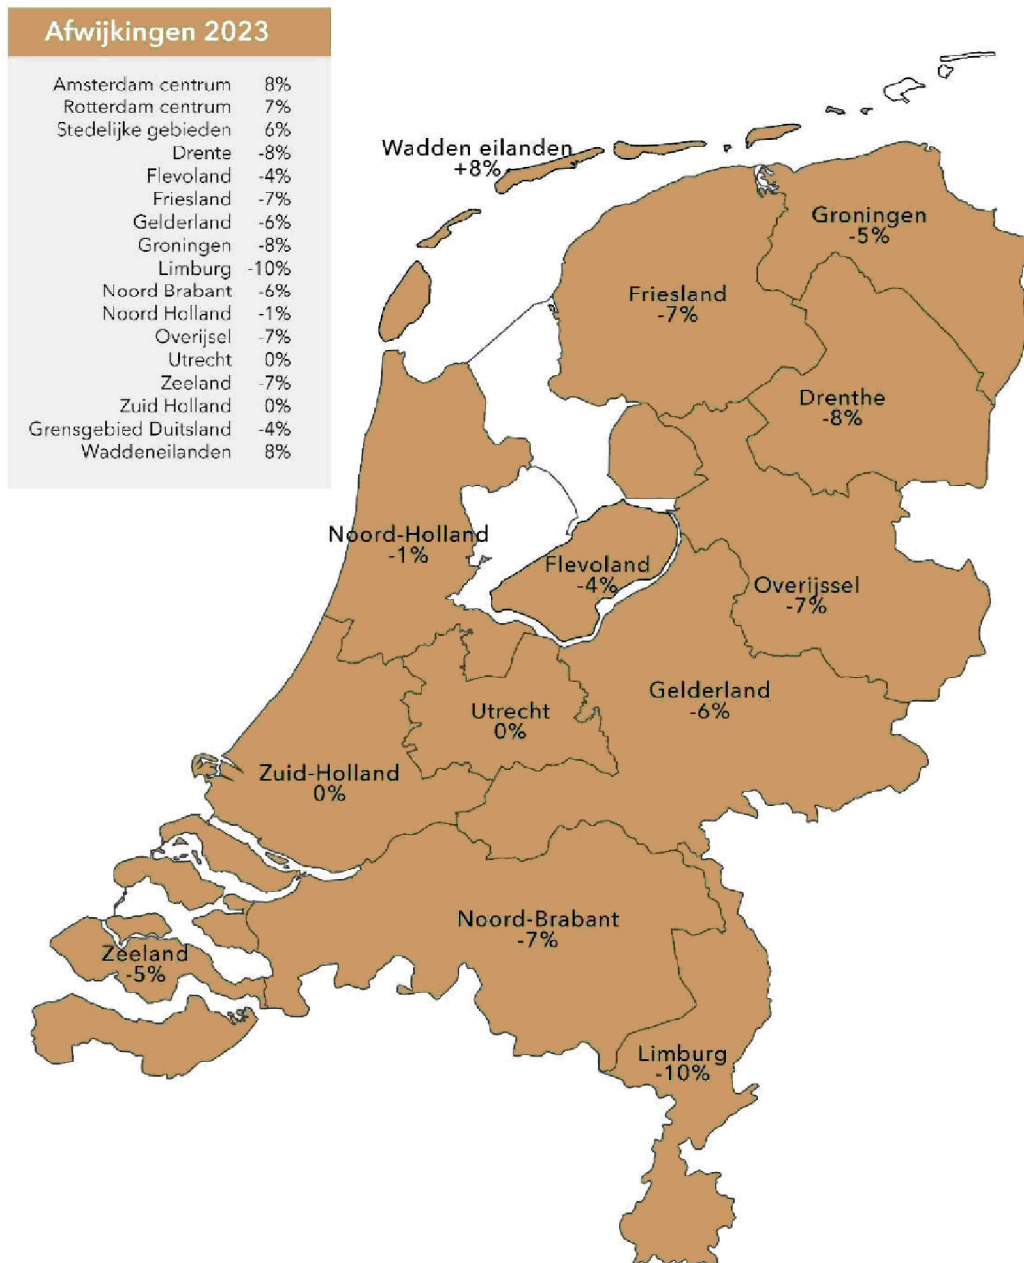 Afwijkingen 2023
Amsterdam centrum 8%
Rotterdam centrum 7%
Stedelijke gebieden 6%
Drente -8%
Flevoland -4%
Friesland -7%
Gelderland -6%
Groningen -8%
Limburg -10%
Noord Brabant -6%
Noord Holland -1%
Overijsel -7%
Utrecht 0%
Zeeland -7%
Zuid Holland 0%
Grensgebied Duitsland -4%
Waddeneilanden 8%
Wadden eilanden
+8%
Groningen
-5%
Friesland
-7%
Drenthe
-8%
Noord-Holland
-1%
Flevoland
-4%
Overijssel
-7%
Gelderland
-6%
Utrecht
0%
Zuid-Holland
0%
Noord-Brabant
-7%
Zeeland
-5%
Limburg
-10%